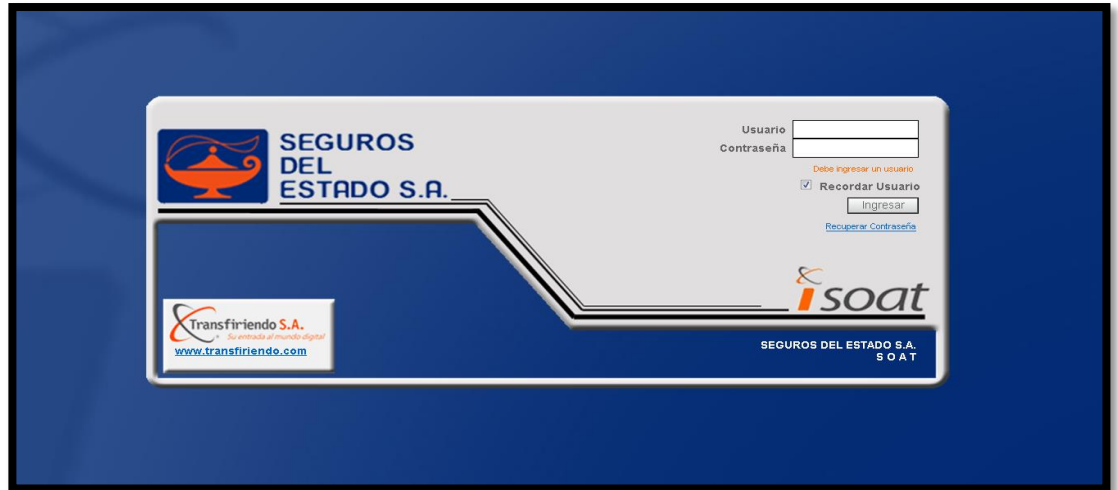 SEGUROS
DEL
ESTADO S.A.
Usuario
Contraseña
Debe ingresar un usuario
Recordar Usuario
Ingresar
Recuperar Contraseña
isoat
Transfiriendo S.A.
Su entrada al mundo digital
www.transfiriendo.com
SEGUROS DEL ESTADO S.A.
S O A T